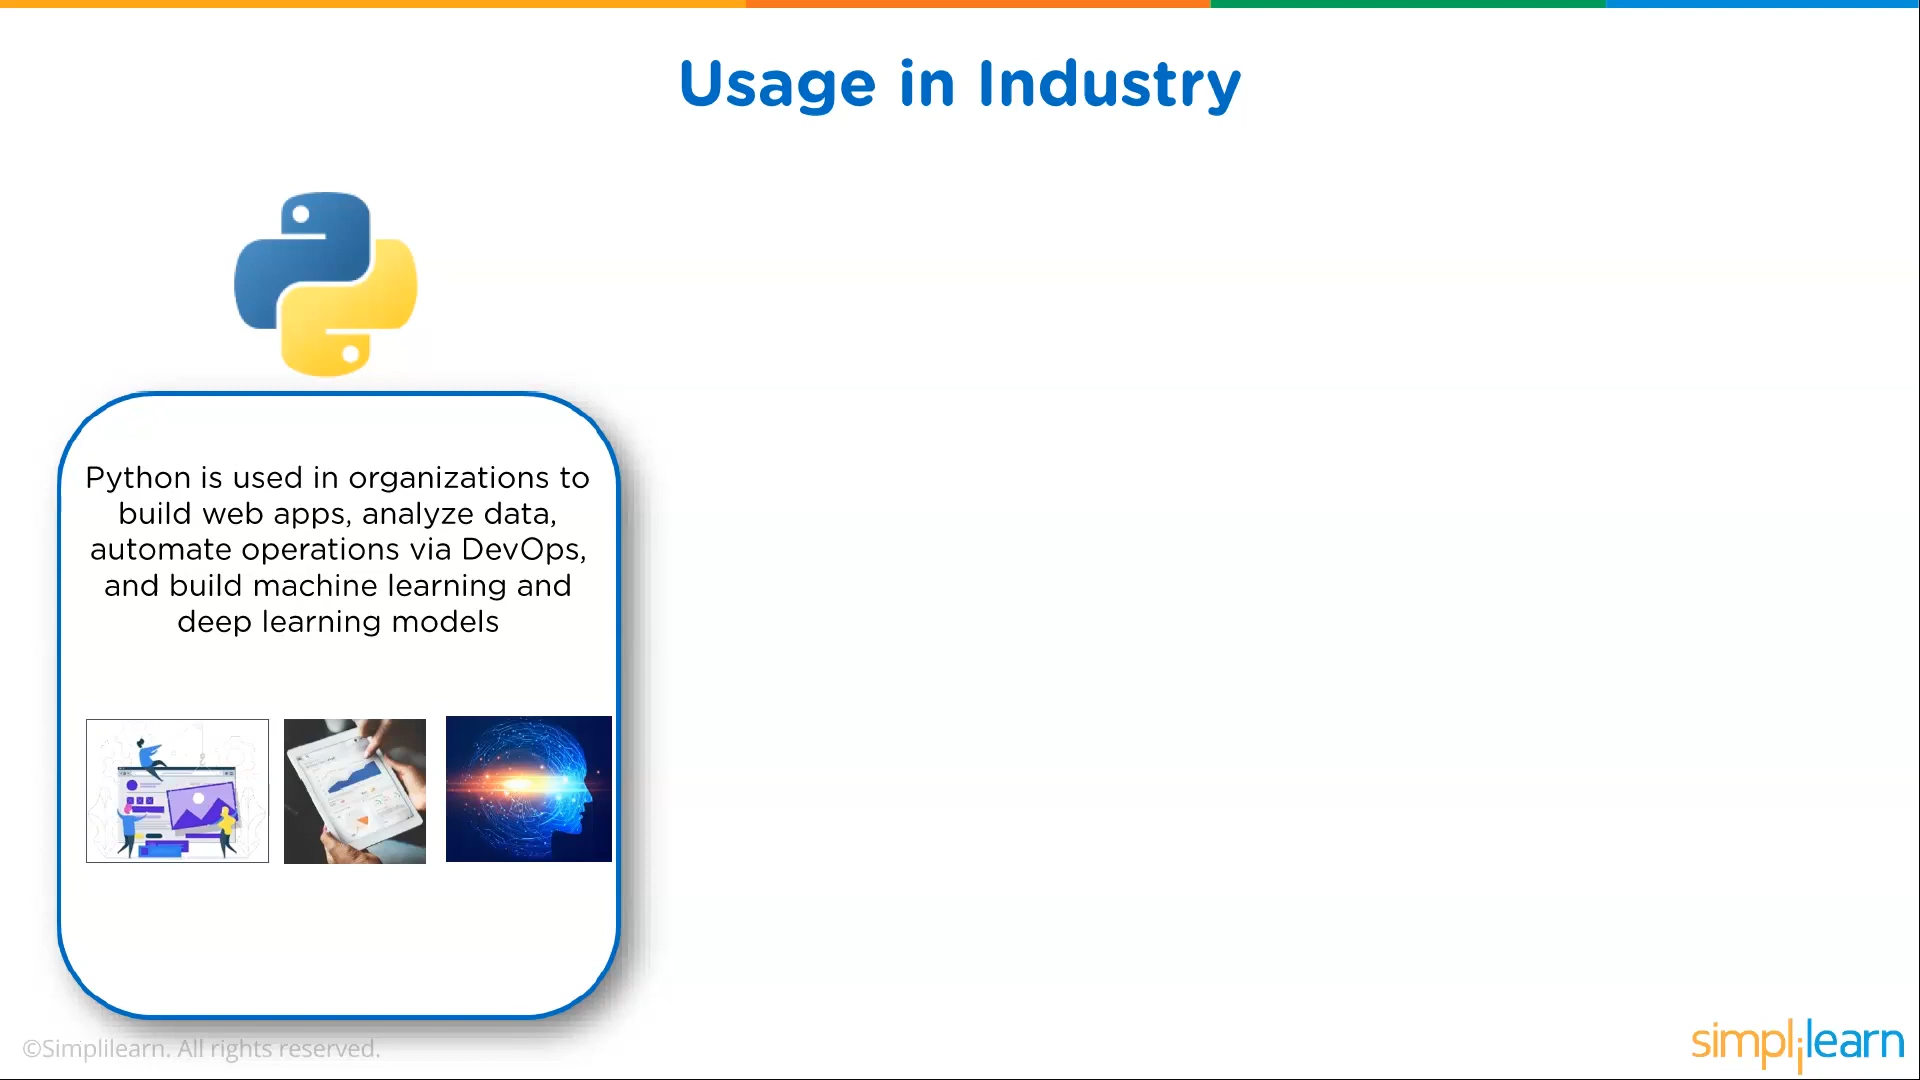 Usage in Industry
Python is used in organizations to
build web apps, analyze data,
automate operations via DevOps,
and build machine learning and
deep learning models
©Simplilearn. All rights reserved.
simplilearn